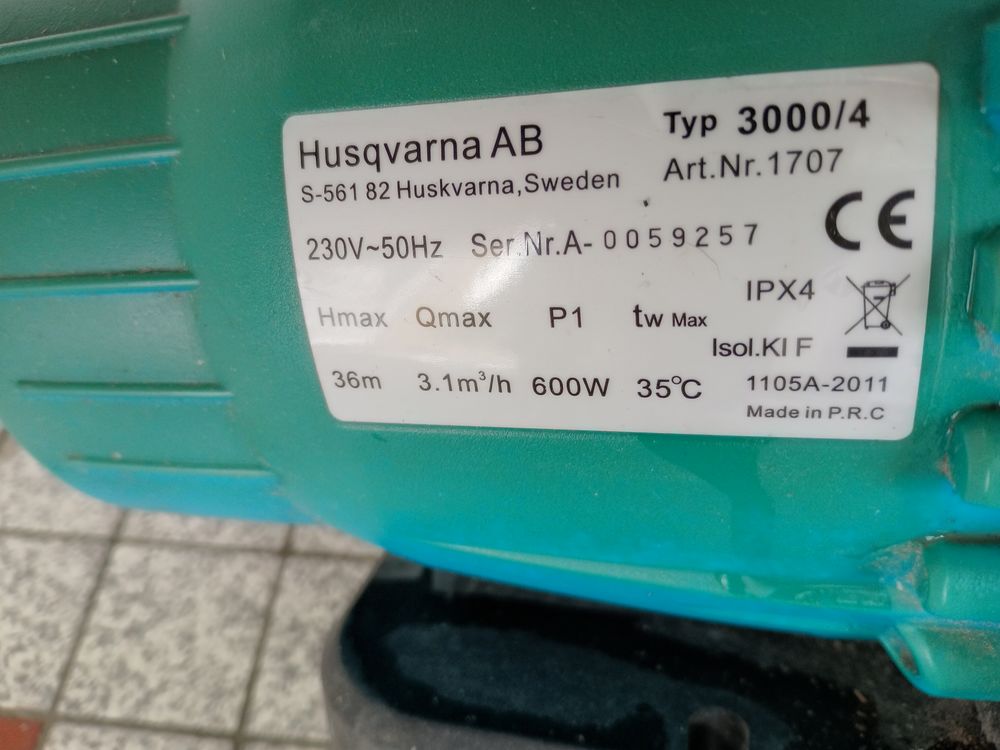 Husqvarna AB
S-561 82 Huskvarna,Sweden
Typ 3000/4
Art.Nr.1707
CE
230V~50Hz Ser.Nr.A- 0059257
IPX4
Hmax Qmax P1 tw Max
Isol.Kl F
36m 3.1m³/h 600W 35°C
1105A-2011
Made in P.R.C